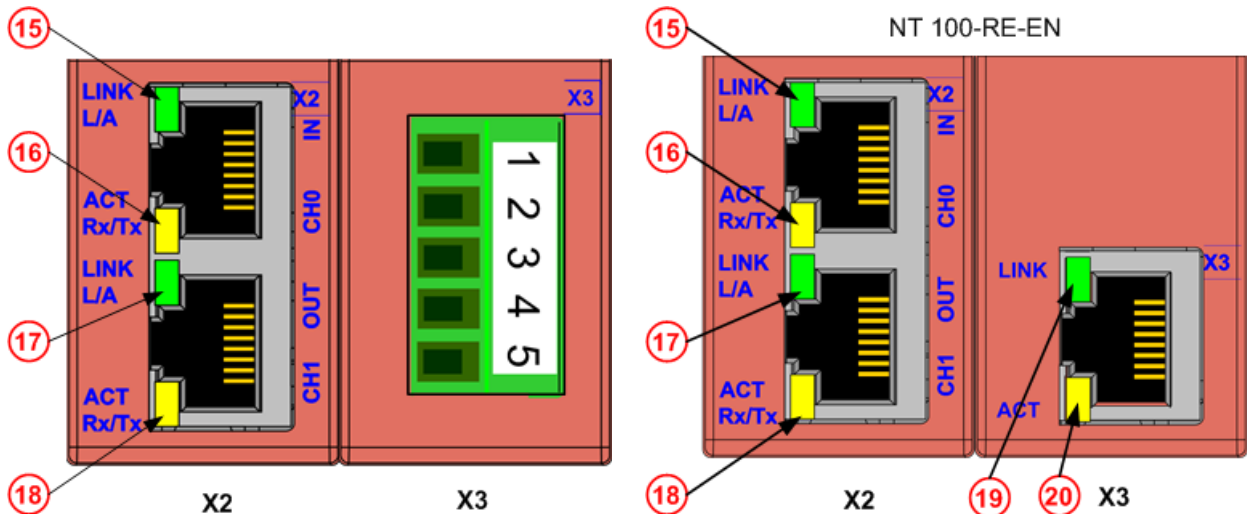 NT 100-RE-EN
15
LINK
L/A
X2
IN
16
ACT
Rx/Tx
CH0
LINK
L/A
17
OUT
CH1
ACT
Rx/Tx
18
X2
X3
1
2
3
4
5
X3
15
LINK
L/A
X2
IN
16
ACT
Rx/Tx
CH0
LINK
L/A
17
OUT
CH1
ACT
Rx/Tx
18
X2
LINK
X3
ACT
19
20
X3